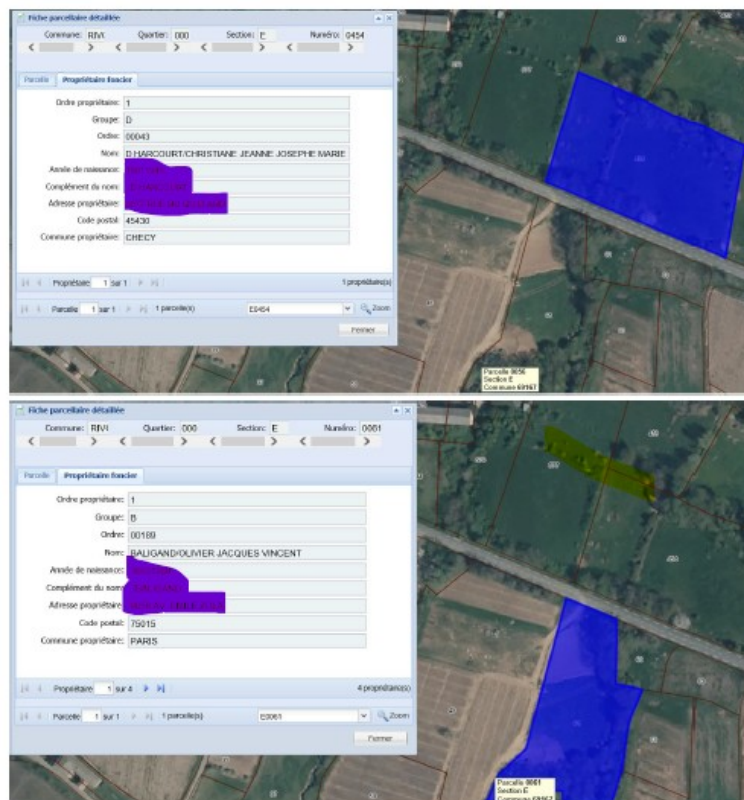 Fiche parcellaire détaillée
Commune: RIVI Quartier: 000 Section: E Numéro: 0454
Parcelle Propriétaire foncier
Ordre propriétaire: 1
Groupe: D
Ordre: 00043
Nom: D HARCOURT/CHRISTIANE JEANNE JOSEPHE MARIE
Année de naissance:
Complément du nom:
Adresse propriétaire:
Code postal: 45430
Commune propriétaire: CHECY
Propriétaire 1 sur 1 1 propriétaire(s)
Parcelle 1 sur 1 1 parcelle(s) E0454 Zoom
Fermer
Parcelle 0056
Section E
Commune 69167
Fiche parcellaire détaillée
Commune: RIVI Quartier: 000 Section: E Numéro: 0061
Parcelle Propriétaire foncier
Ordre propriétaire: 1
Groupe: B
Ordre: 00189
Nom: BALIGAND/OLIVIER JACQUES VINCENT
Année de naissance:
Complément du nom:
Adresse propriétaire:
Code postal: 75015
Commune propriétaire: PARIS
Propriétaire 1 sur 4 4 propriétaire(s)
Parcelle 1 sur 1 1 parcelle(s) E0061 Zoom
Fermer
Parcelle 0061
Section E
Commune 69167